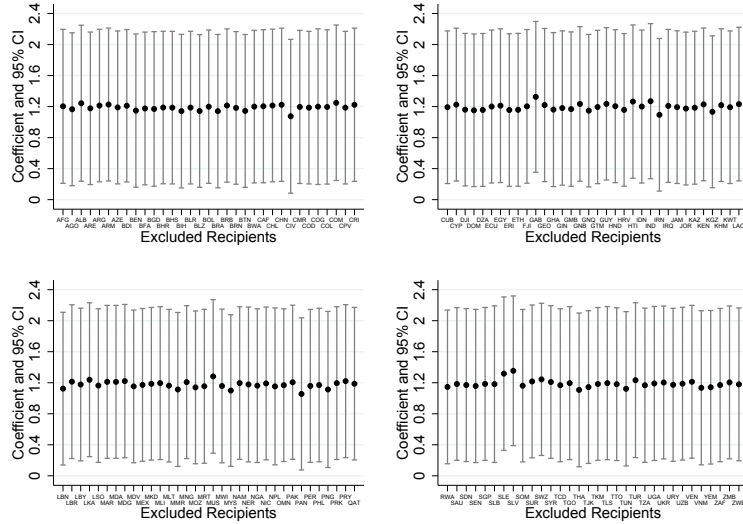 Coefficient and 95% CI
2.4
2
1.6
1.2
0.8
0.4
0
AFG ALB ARG AZE BEN BGD BHS BLR BOL BRB BTN CAF CHN CMR COG COM CRI
AGO ARE ARM BDI BFA BHR BIH BLZ BRA BRN BWA CHL CIV COD COL CPV
Excluded Recipients
Coefficient and 95% CI
2.4
2
1.6
1.2
0.8
0.4
0
CUB DJI DZA EGY ETH GAB GHA GMB GNQ GUY HRV IDN IRN JAM KAZ KGZ KWT
CYP DOM ECU ERI FJI GEO GIN GNB GTM HND HTI IND IRQ JOR KEN KHM LAO
Excluded Recipients
Coefficient and 95% CI
2.4
2
1.6
1.2
0.8
0.4
0
LBN LBY LSO MDA MDV MKD MLT MNG MRT MWI NAM NGA NPL PAK PER PNG PRY
LBR LKA MAR MDG MEX MLI MMR MOZ MUS MYS NER NIC OMN PAN PHL PRK QAT
Excluded Recipients
Coefficient and 95% CI
2.4
2
1.6
1.2
0.8
0.4
0
RWA SDN SGP SLE SOM SWZ TCD THA TKM TTO TUR UGA URY VEN YEM ZMB
SAU SEN SLB SLV SUR SYR TGO TJK TLS TUN TZA UKR UZB VNM ZAF ZWE
Excluded Recipients